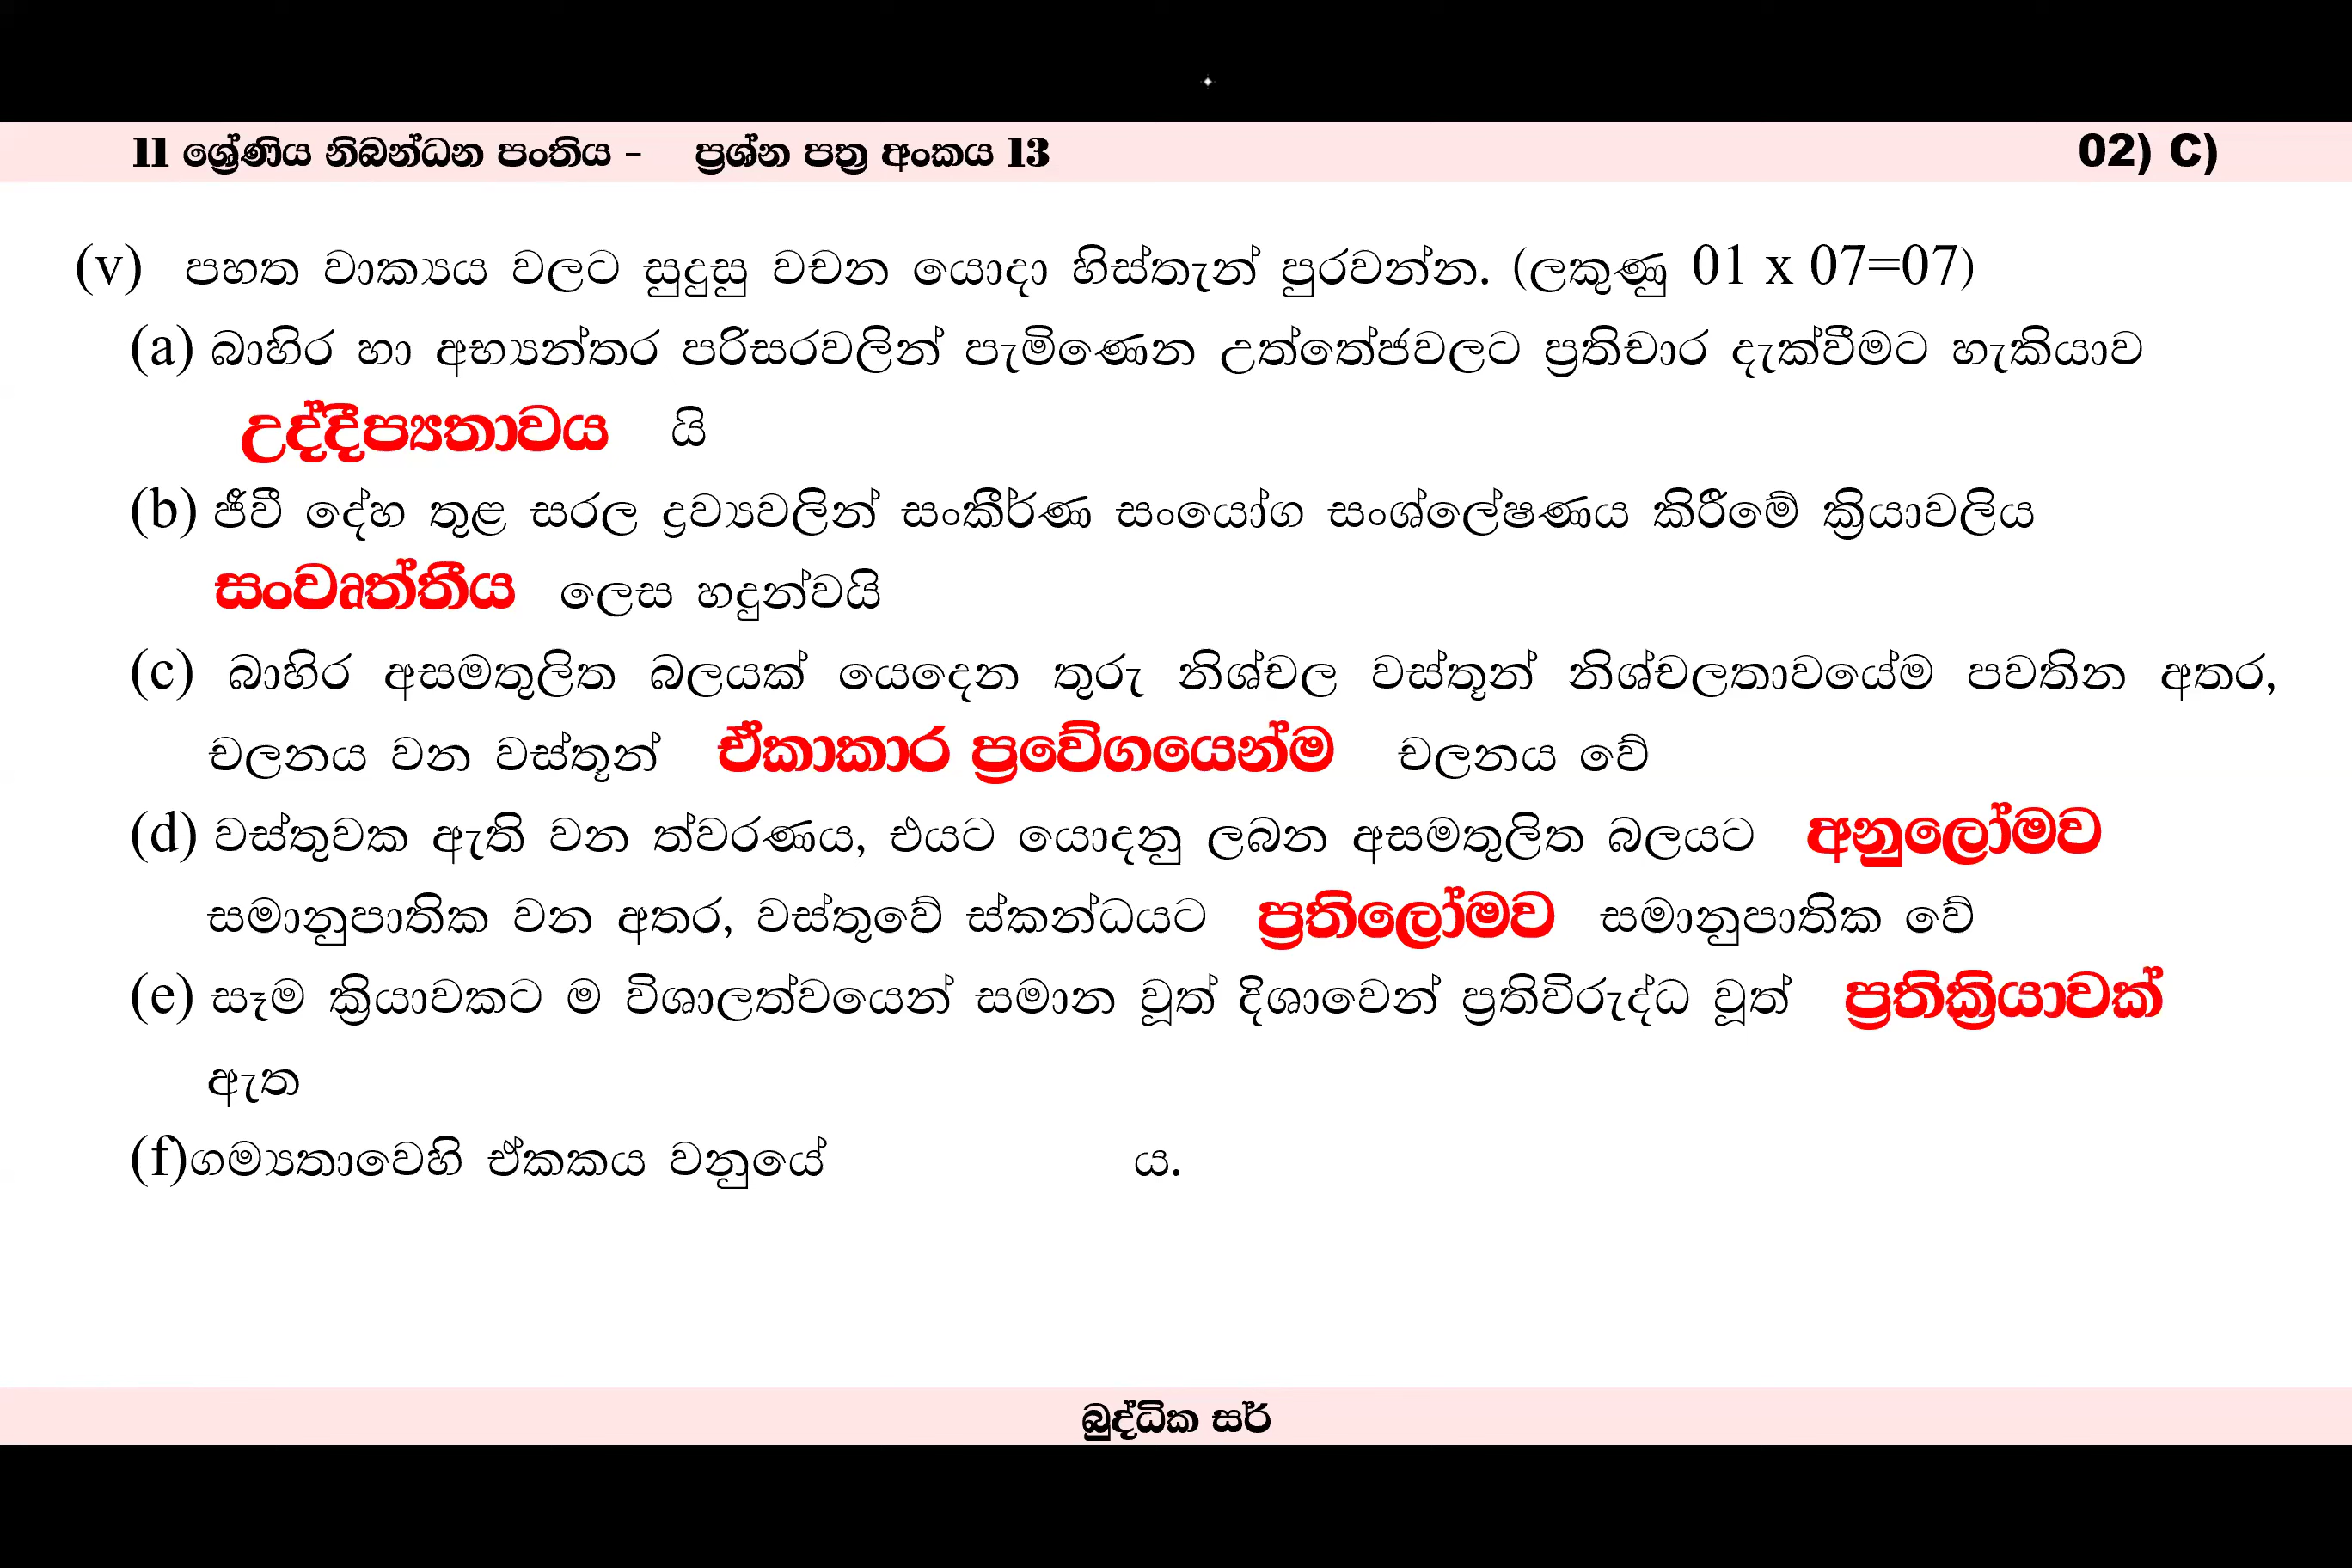 11 ශ්‍රේණිය නිබන්ධන පංතිය - ප්‍රශ්න පත්‍ර අංකය 13 02) C)
(v) පහත වාක්‍යය වලට සුදුසු වචන යොදා හිස්තැන් පුරවන්න. (ලකුණු 01 x 07=07)
(a) බාහිර හා අභ්‍යන්තර පරිසරවලින් පැමිණෙන උත්තේජවලට ප්‍රතිචාර දැක්වීමට හැකියාව
උද්දීප්‍යතාවය යි
(b) ජීවී දේහ තුළ සරල ද්‍රව්‍යවලින් සංකීර්ණ සංයෝග සංශ්ලේෂණය කිරීමේ ක්‍රියාවලිය
සංවෘත්තීය ලෙස හඳුන්වයි
(c) බාහිර අසමතුලිත බලයක් යෙදෙන තුරු නිශ්චල වස්තූන් නිශ්චලතාවයේම පවතින අතර,
චලනය වන වස්තූන් ඒකාකාර ප්‍රවේගයෙන්ම චලනය වේ
(d) වස්තුවක ඇති වන ත්වරණය, එයට යොදනු ලබන අසමතුලිත බලයට අනුලෝමව
සමානුපාතික වන අතර, වස්තුවේ ස්කන්ධයට ප්‍රතිලෝමව සමානුපාතික වේ
(e) සෑම ක්‍රියාවකට ම විශාලත්වයෙන් සමාන වූත් දිශාවෙන් ප්‍රතිවිරුද්ධ වූත් ප්‍රතික්‍රියාවක්
ඇත
(f)ගම්‍යතාවෙහි ඒකකය වනුයේ ය.
බුද්ධික සර්